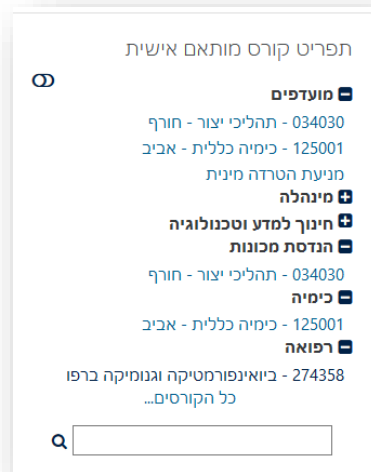 תפריט קורס מותאם אישית
מועדפים
034030 - תהליכי יצור - חורף
125001 - כימיה כללית - אביב
מניעת הטרדה מינית
מינהלה
חינוך למדע וטכנולוגיה
הנדסת מכונות
034030 - תהליכי יצור - חורף
כימיה
125001 - כימיה כללית - אביב
רפואה
274358 - ביואינפורמטיקה וגנומיקה ברפו
כל הקורסים...